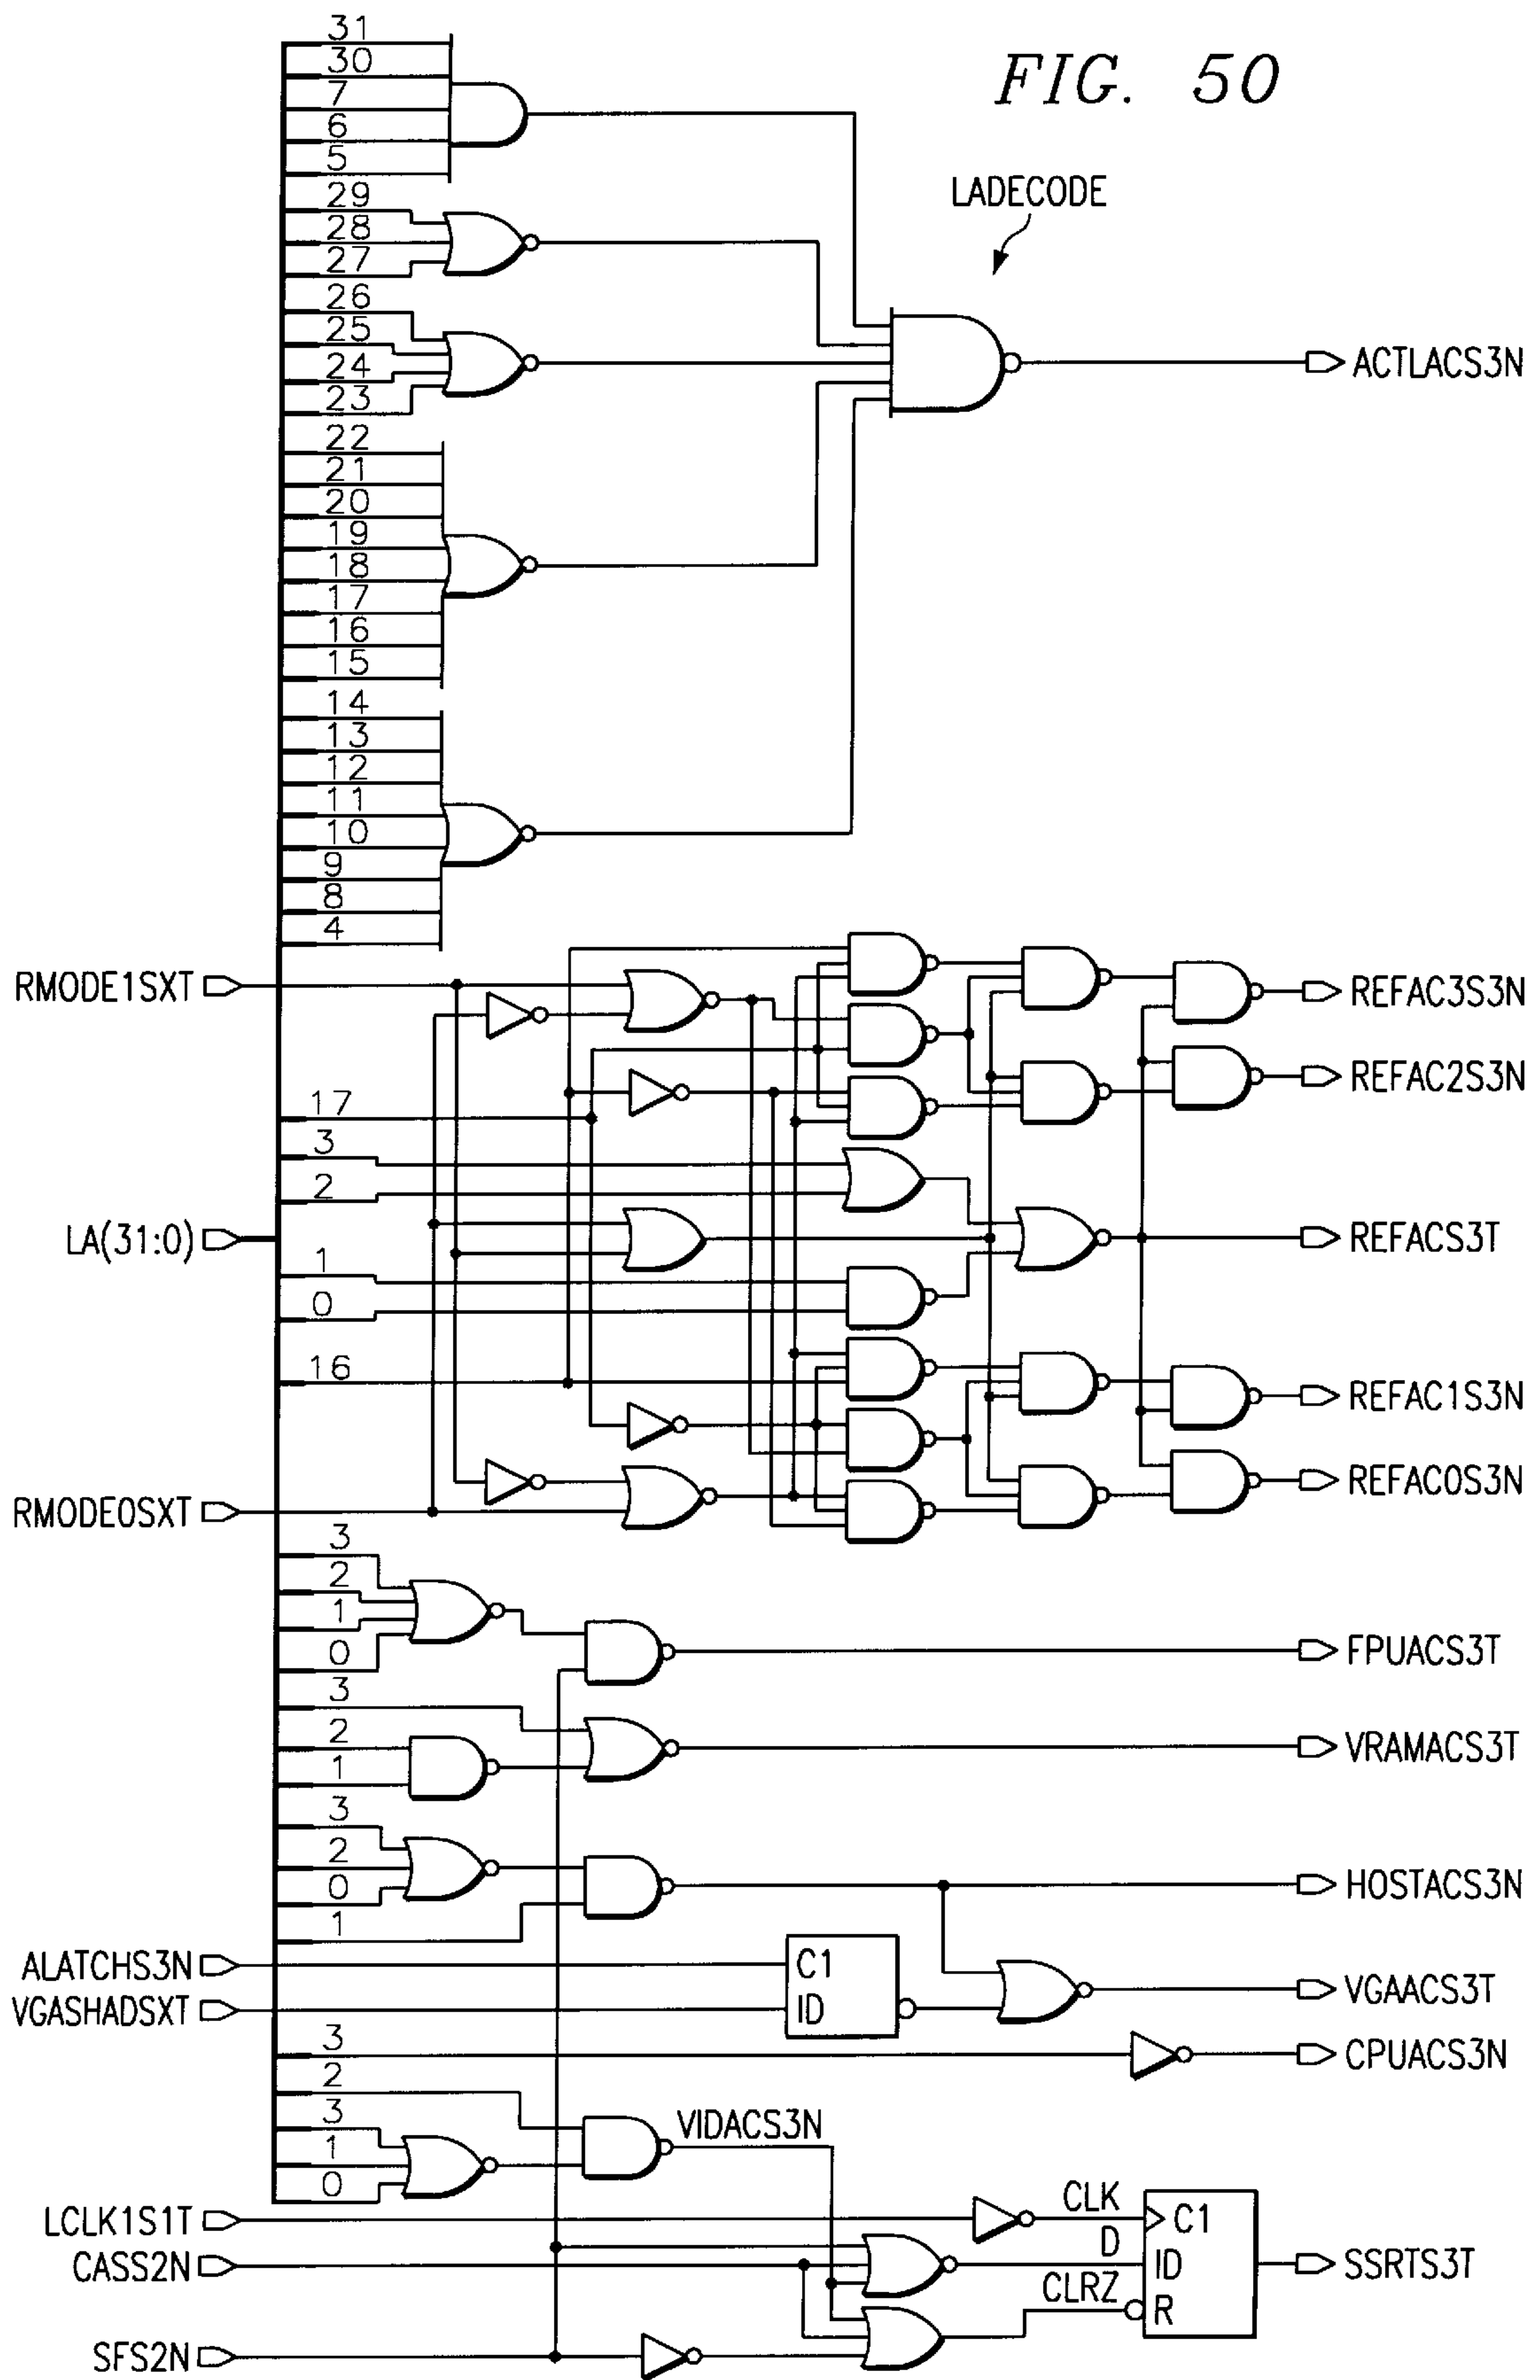 FIG. 50
LADECODE
31
30
7
6
5
29
28
27
26
25
24
23
ACTLACS3N
22
21
20
19
18
17
16
15
14
13
12
11
10
9
8
4
RMODE1SXT
REFAC3S3N
REFAC2S3N
17
3
2
LA(31:0)
REFACS3T
1
0
16
REFAC1S3N
REFAC0S3N
RMODE0SXT
3
2
1
0
FPUACS3T
3
2
1
VRAMACS3T
3
2
0
1
HOSTACS3N
ALATCHS3N
C1
VGASHADSXT
ID
VGAACS3T
3
CPUACS3N
2
3
1
0
VIDACS3N
LCLK1S1T
CLK
C1
CASS2N
D
ID
SSRTS3T
CLRZ
R
SFS2N